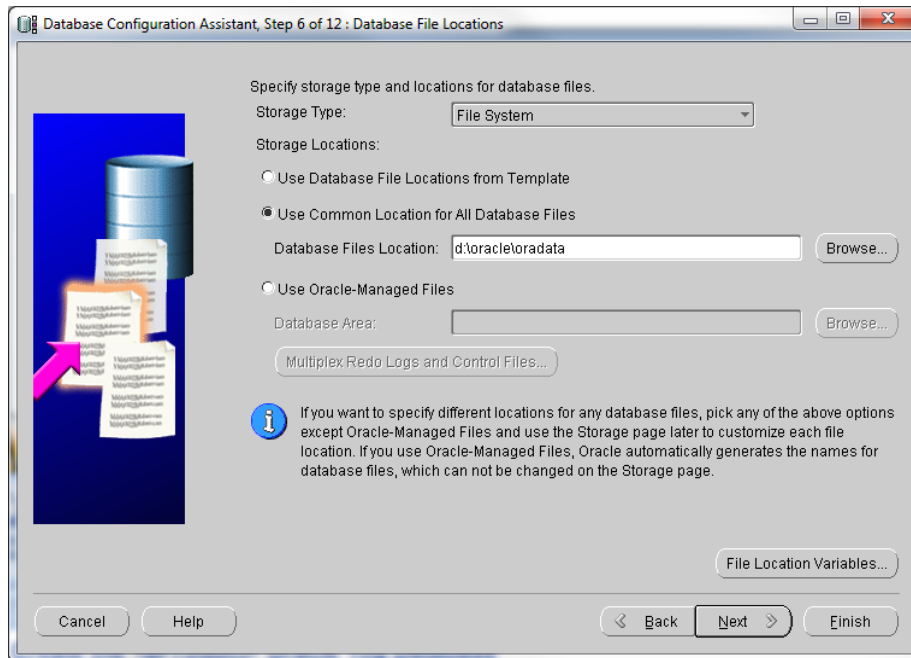 Database Configuration Assistant, Step 6 of 12 : Database File Locations
Specify storage type and locations for database files.
Storage Type: File System
Storage Locations:
Use Database File Locations from Template
Use Common Location for All Database Files
Database Files Location: d:\oracle\oradata Browse...
Use Oracle-Managed Files
Database Area: Browse...
Multiplex Redo Logs and Control Files...
If you want to specify different locations for any database files, pick any of the above options
except Oracle-Managed Files and use the Storage page later to customize each file
location. If you use Oracle-Managed Files, Oracle automatically generates the names for
database files, which can not be changed on the Storage page.
File Location Variables...
Cancel Help Back Next Finish